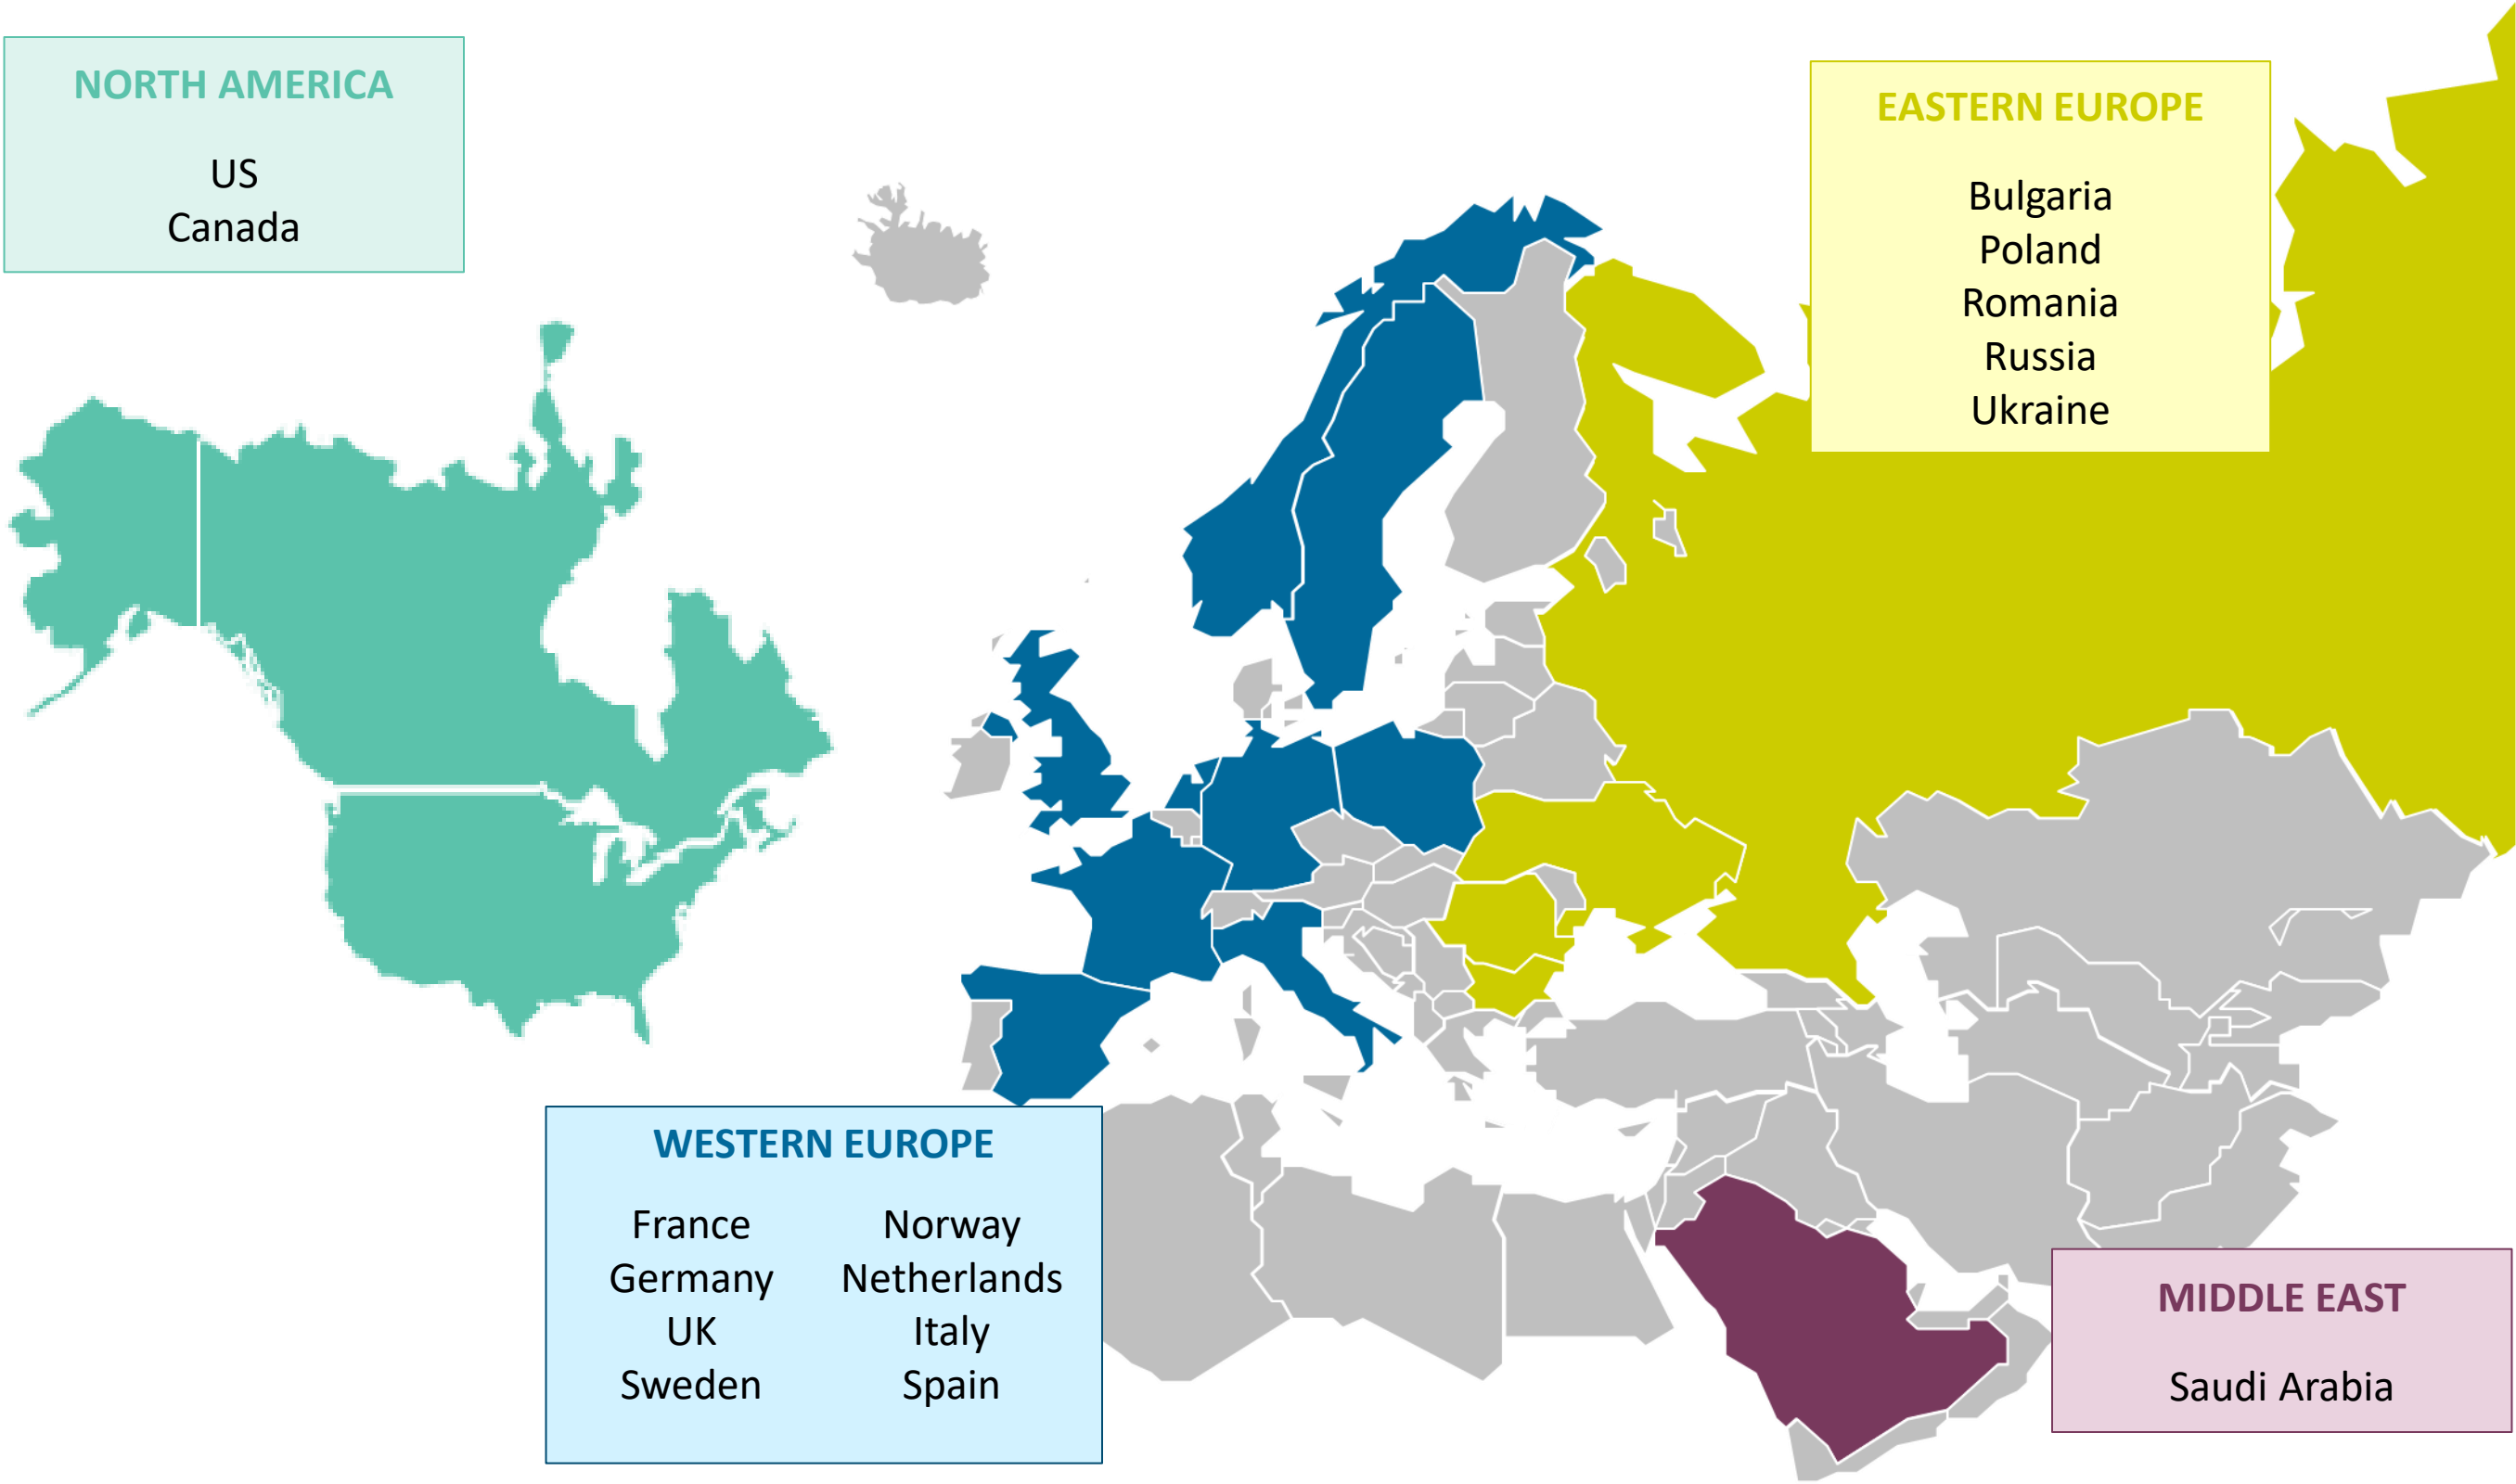 NORTH AMERICA
US
Canada
EASTERN EUROPE
Bulgaria
Poland
Romania
Russia
Ukraine
WESTERN EUROPE
France Norway
Germany Netherlands
UK Italy
Sweden Spain
MIDDLE EAST
Saudi Arabia